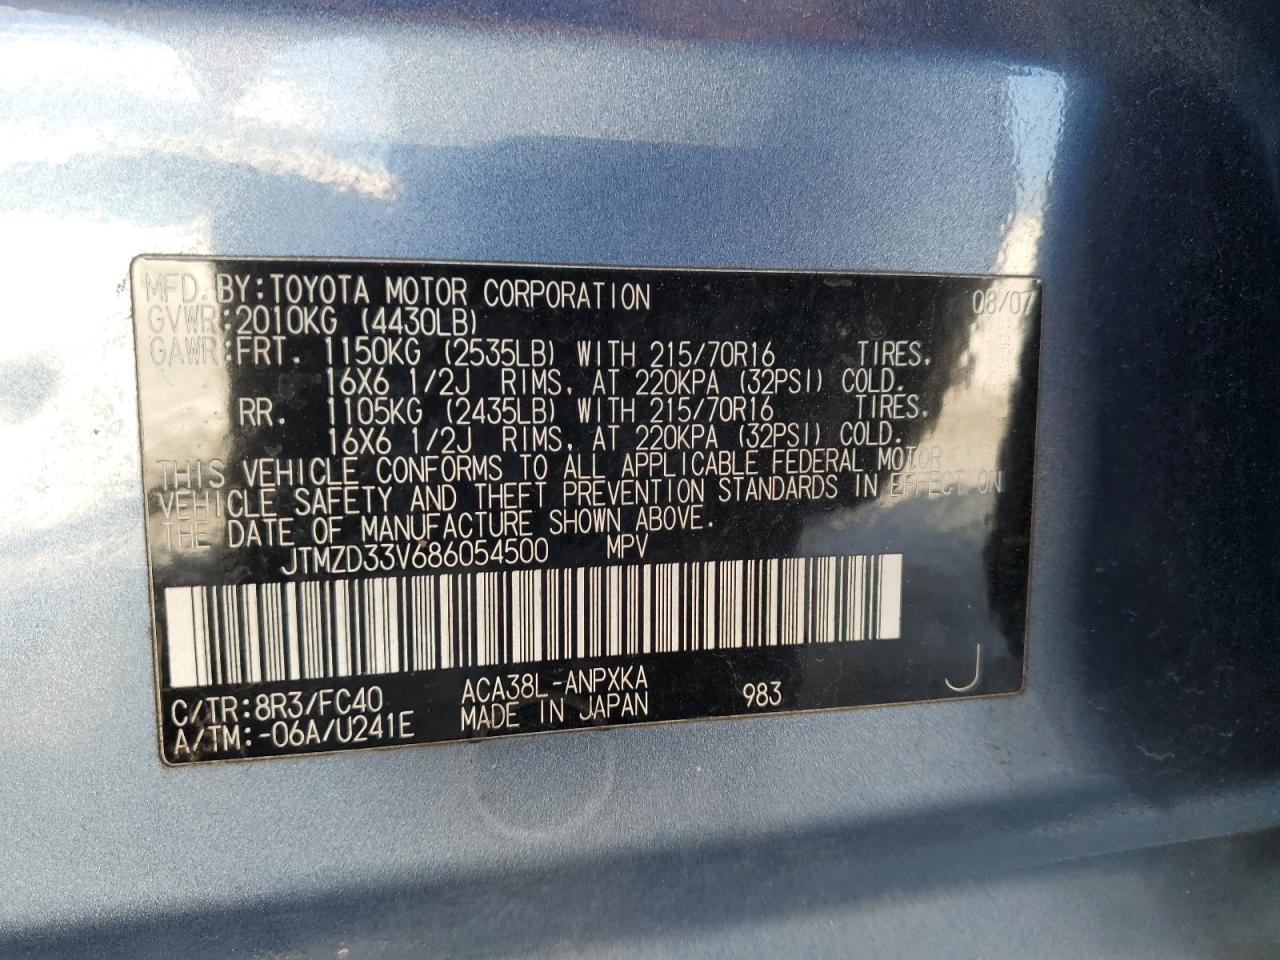 MFD. BY: TOYOTA MOTOR CORPORATION 08/07
GVWR: 2010KG (4430LB)
GAWR: FRT. 1150KG (2535LB) WITH 215/70R16 TIRES,
16X6 1/2J RIMS, AT 220KPA (32PSI) COLD.
RR. 1105KG (2435LB) WITH 215/70R16 TIRES,
16X6 1/2J RIMS, AT 220KPA (32PSI) COLD.
THIS VEHICLE CONFORMS TO ALL APPLICABLE FEDERAL MOTOR
VEHICLE SAFETY AND THEFT PREVENTION STANDARDS IN EFFECT ON
THE DATE OF MANUFACTURE SHOWN ABOVE.
JTMZD33V686054500 MPV
C/TR: 8R3/FC40 ACA38L-ANPXKA 983 J
A/TM: -06A/U241E MADE IN JAPAN